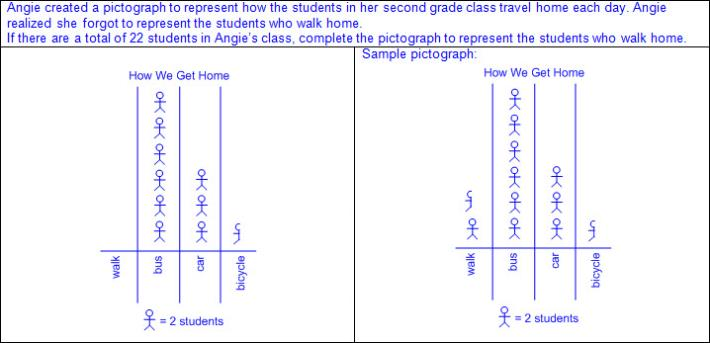 Angie created a pictograph to represent how the students in her second grade class travel home each day. Angie
realized she forgot to represent the students who walk home.
If there are a total of 22 students in Angie's class, complete the pictograph to represent the students who walk home.
How We Get Home
walk
bus
car
bicycle
= 2 students
Sample pictograph:
How We Get Home
walk
bus
car
bicycle
= 2 students